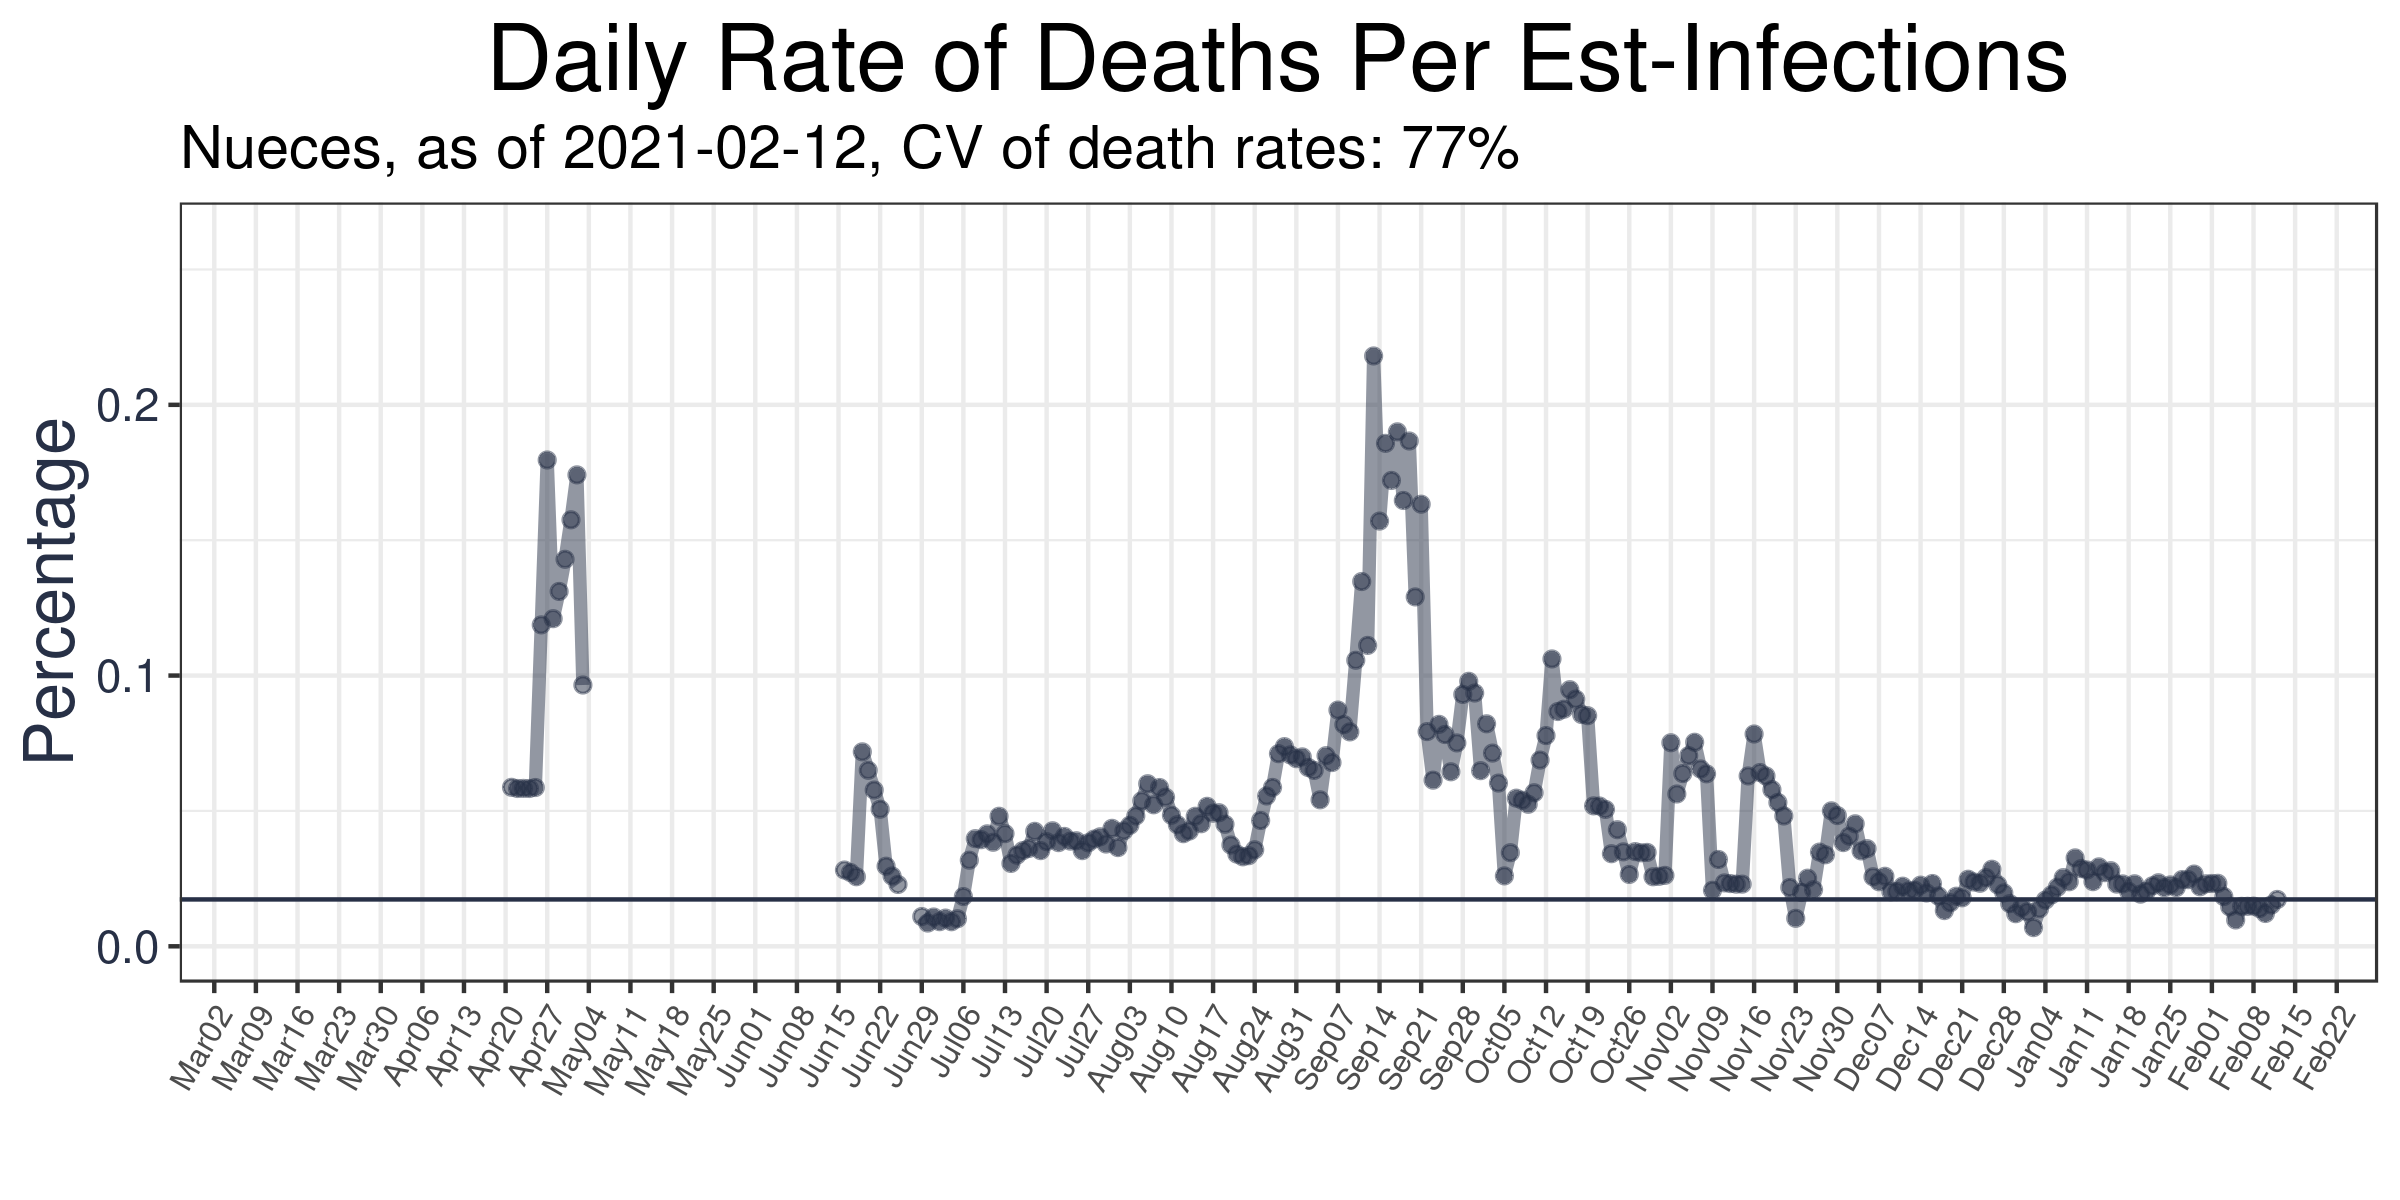 Daily Rate of Deaths Per Est-Infections
Nueces, as of 2021-02-12, CV of death rates: 77%
Percentage
0.2
0.1
0.0
Mar02
Mar09
Mar16
Mar23
Mar30
Apr06
Apr13
Apr20
Apr27
May04
May11
May18
May25
Jun01
Jun08
Jun15
Jun22
Jun29
Jul06
Jul13
Jul20
Jul27
Aug03
Aug10
Aug17
Aug24
Aug31
Sep07
Sep14
Sep21
Sep28
Oct05
Oct12
Oct19
Oct26
Nov02
Nov09
Nov16
Nov23
Nov30
Dec07
Dec14
Dec21
Dec28
Jan04
Jan11
Jan18
Jan25
Feb01
Feb08
Feb15
Feb22